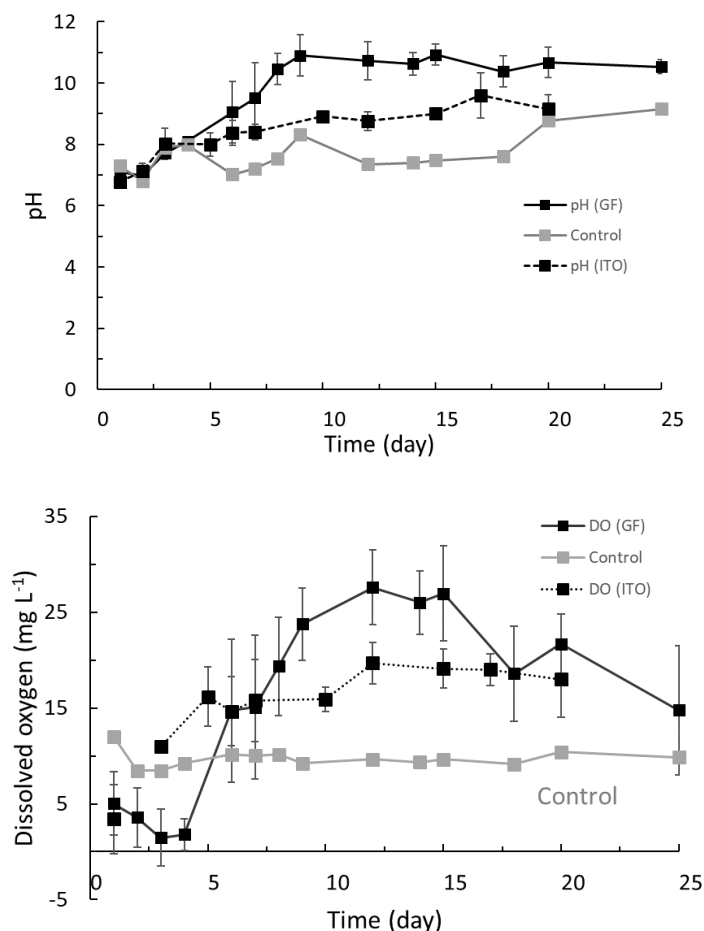 12
10
8
6
4
2
0
pH
pH (GF)
Control
pH (ITO)
0 5 10 15 20 25
Time (day)
35
25
15
5
-5
Dissolved oxygen (mg L⁻¹)
DO (GF)
Control
DO (ITO)
Control
0 5 10 15 20 25
Time (day)